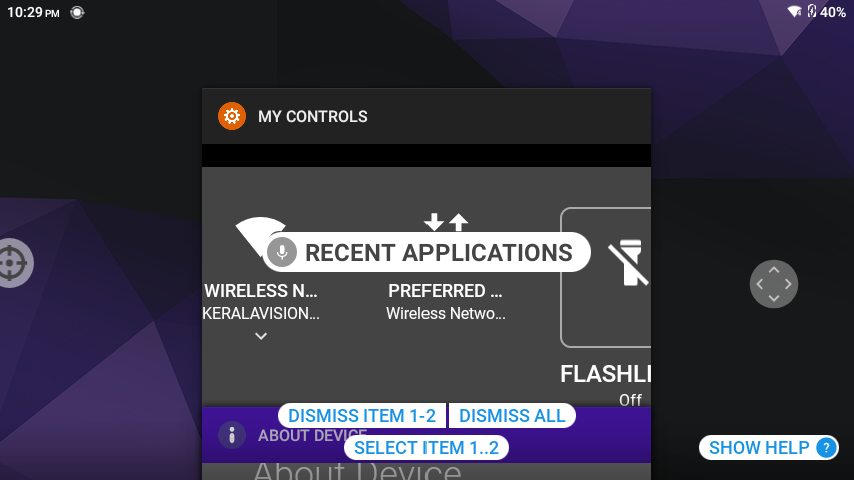 10:29 PM
40%
MY CONTROLS
RECENT APPLICATIONS
WIRELESS N...
PREFERRED ...
KERALAVISION...
Wireless Netwo...
FLASHLI
Off
DISMISS ITEM 1-2
DISMISS ALL
ABOUT DEVICE
SELECT ITEM 1..2
SHOW HELP ?
About Device